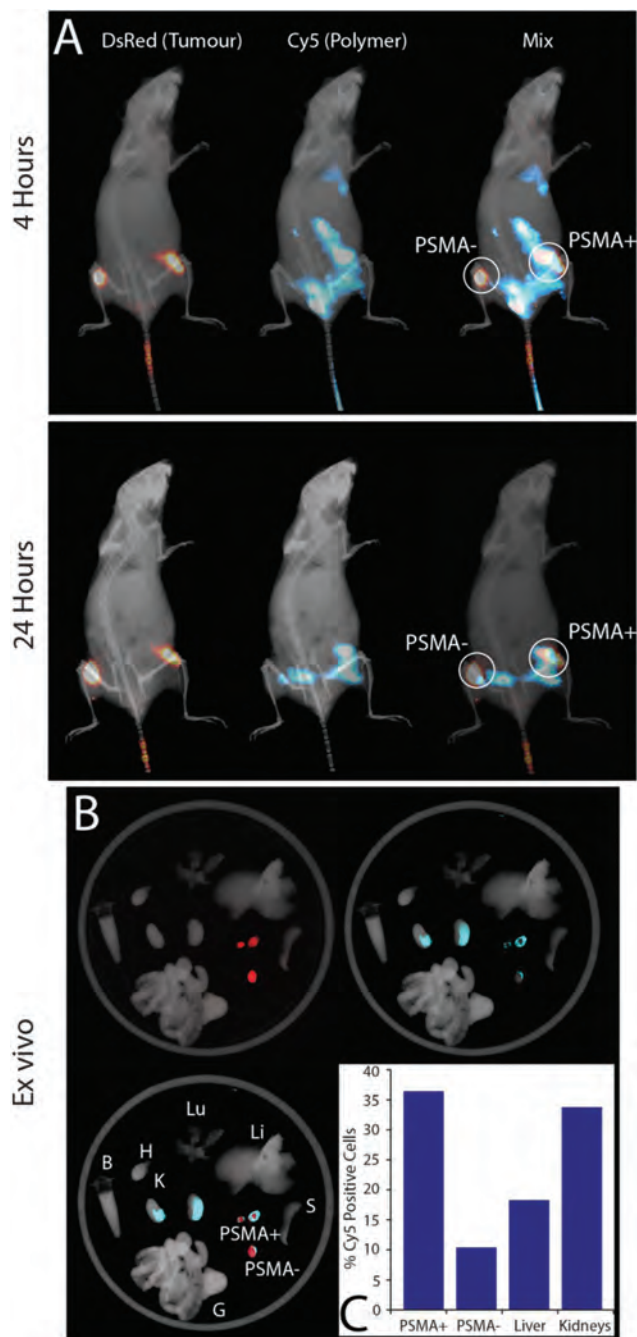 A
DsRed (Tumour) Cy5 (Polymer) Mix
4 Hours
PSMA- PSMA+
24 Hours
PSMA- PSMA+
B
Ex vivo
Lu
Li
B H
K
S
PSMA+
PSMA-
G
40
35
30
25
20
15
10
5
0
% Cy5 Positive Cells
C
PSMA+ PSMA- Liver Kidneys